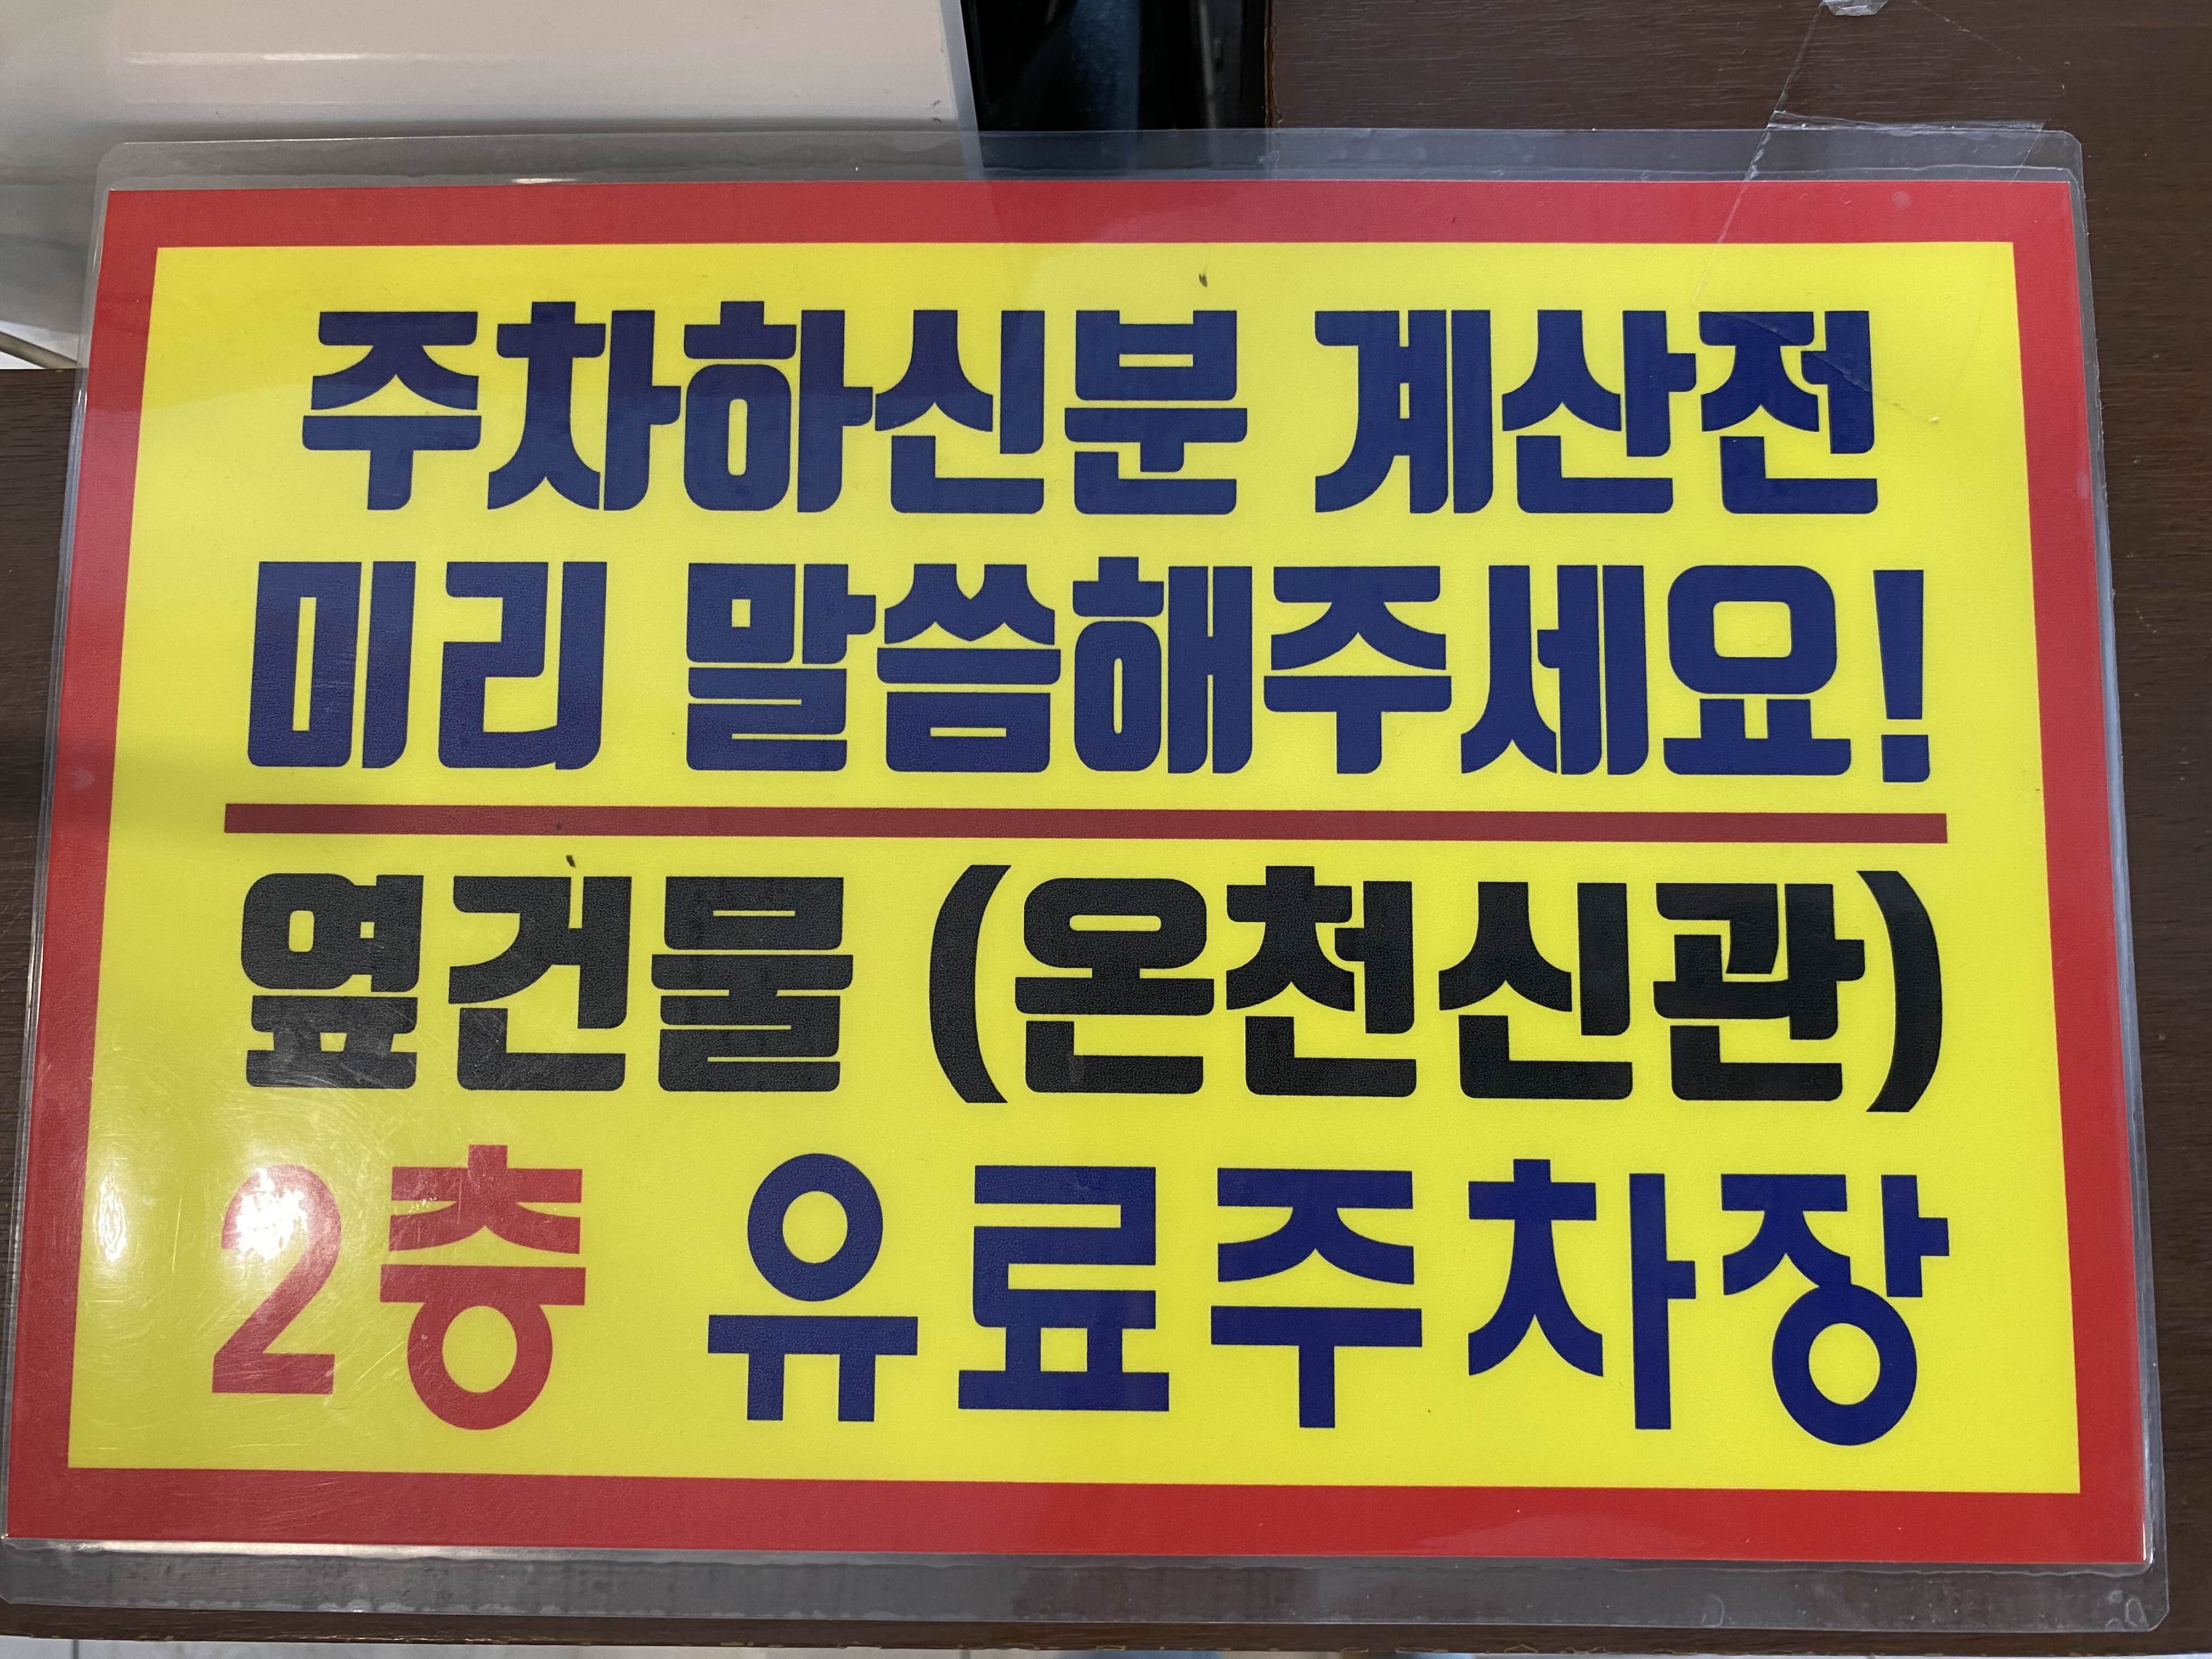 주차하신분 계산전
미리 말씀해주세요!
옆건물 (온천신관)
2층 유료주차장